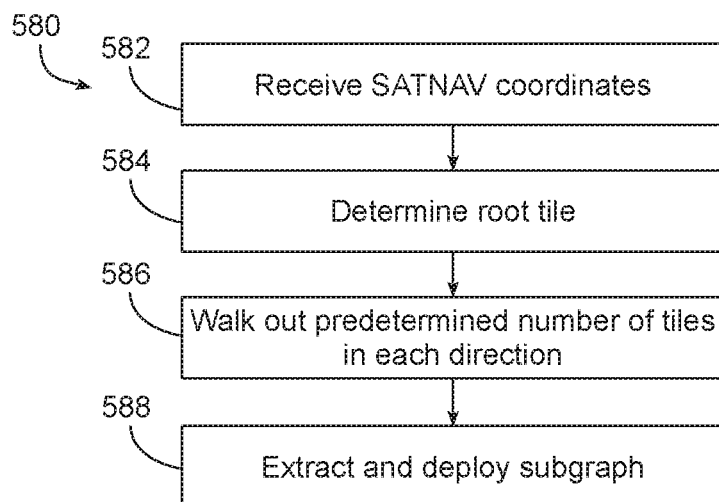 580
582
Receive SATNAV coordinates
584
Determine root tile
586
Walk out predetermined number of tiles
in each direction
588
Extract and deploy subgraph